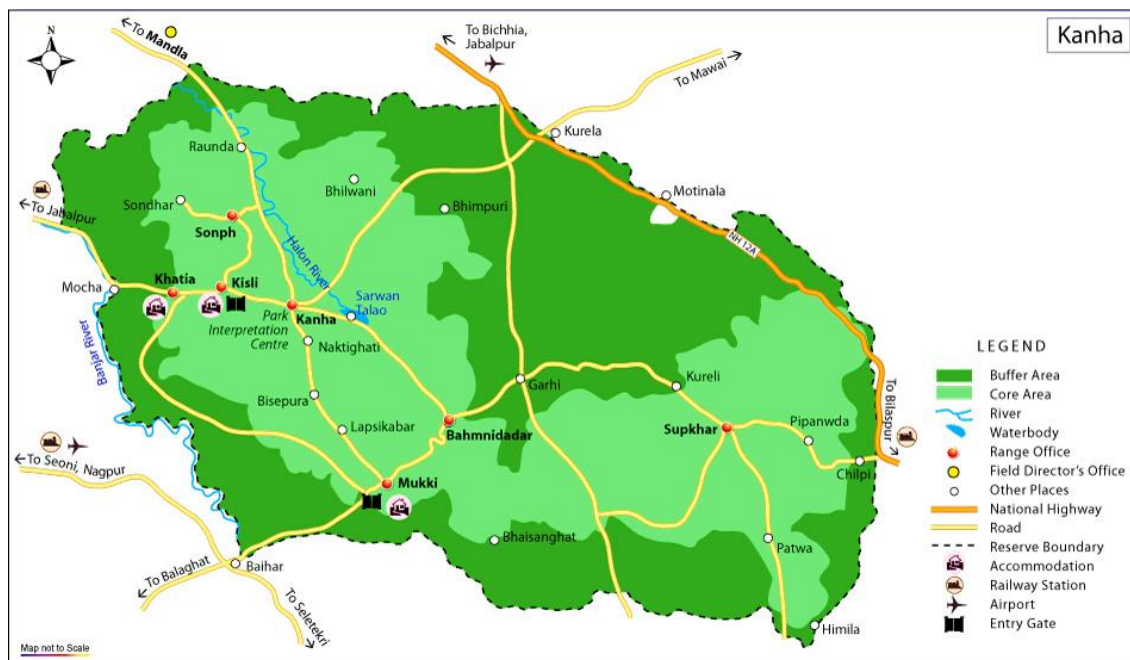 Kanha
N
To Mandla
To Bichhia,
Jabalpur
To Mawai
Kurela
Raunda
Bhilwani
Motinala
Sondhar
Bhimpuri
To Jabalpur
Sonph
Halon River
NH 12A
Khatia
Kisli
Mocha
Sarwan
Talao
Park
Interpretation
Centre
Kanha
Banjar River
Naktighati
Garhi
Kureli
To Bilaspur
Bisepura
Lapsikabar
Bahmnidadar
Supkhar
Pipanwda
Chilpi
To Seoni, Nagpur
Mukki
Bhaisanghat
Patwa
To Balaghat
Baihar
To Seletekri
Himila
LEGEND
Buffer Area
Core Area
River
Waterbody
Range Office
Field Director's Office
Other Places
National Highway
Road
Reserve Boundary
Accommodation
Railway Station
Airport
Entry Gate
Map not to Scale